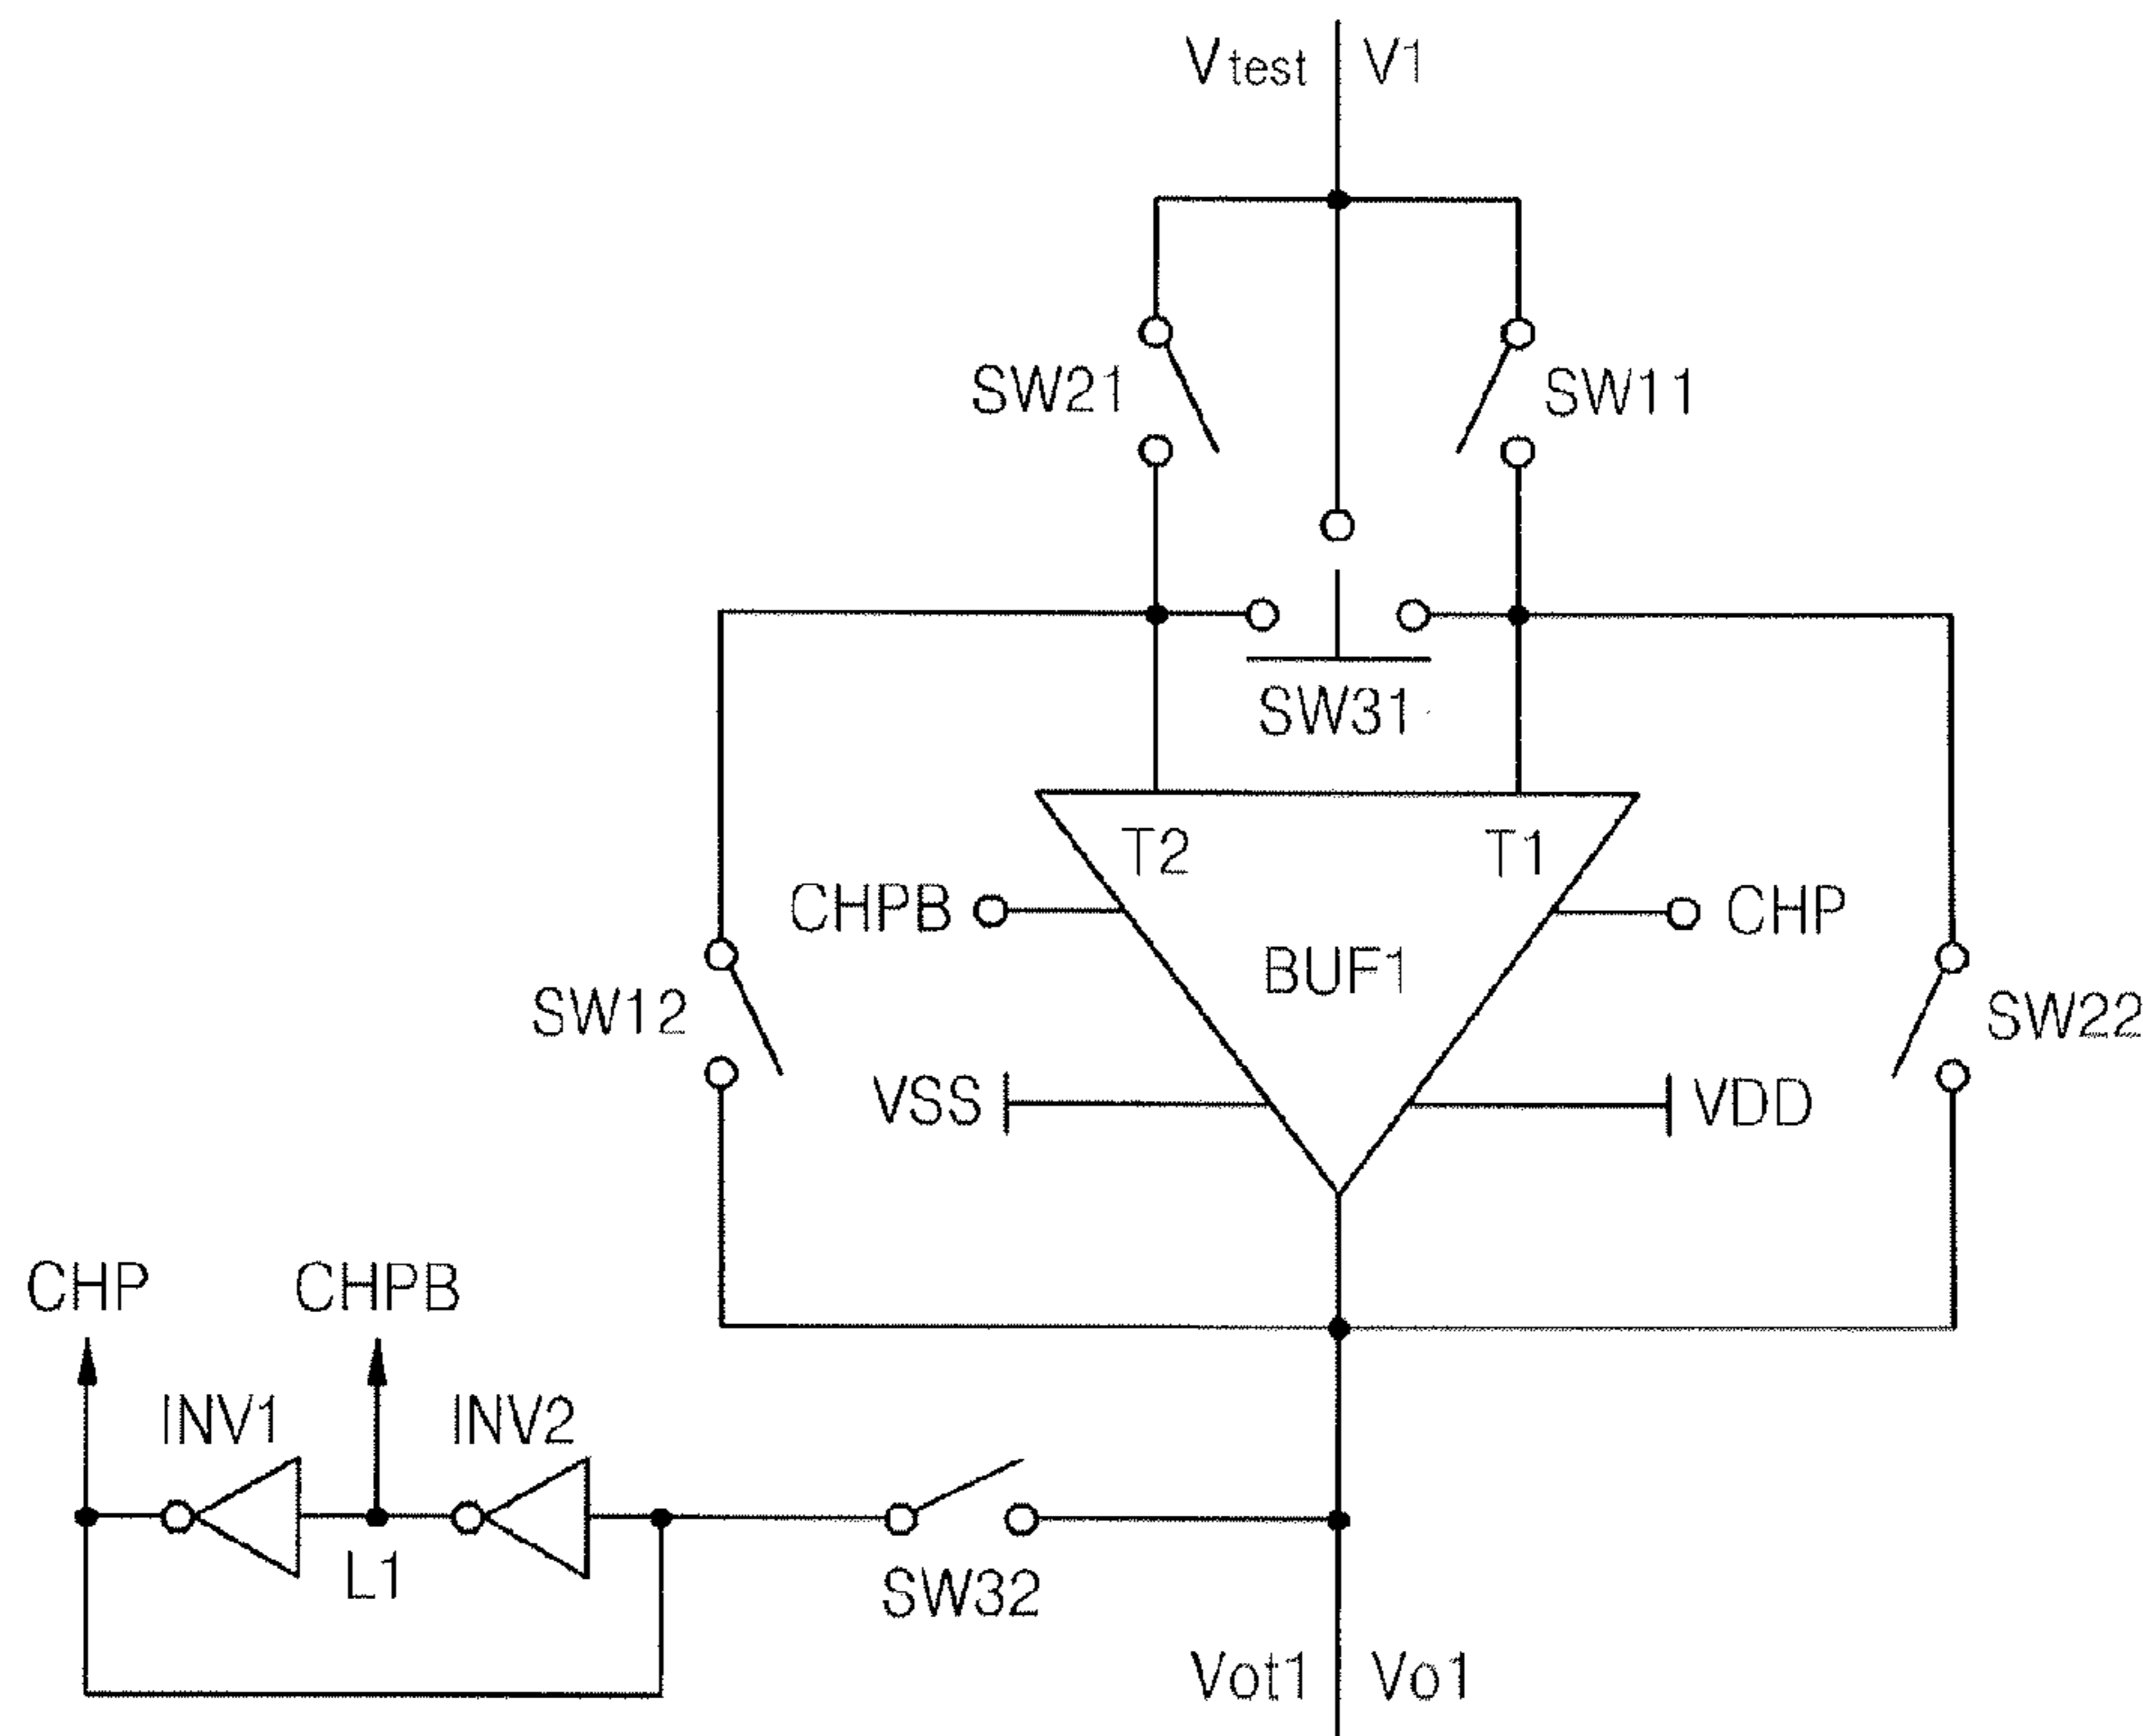 Vtest V1
SW21 SW11
SW31
T2 T1
CHPB CHP
BUF1
SW12 SW22
VSS VDD
CHP CHPB
INV1 INV2
L1
SW32
Vot1 Vo1